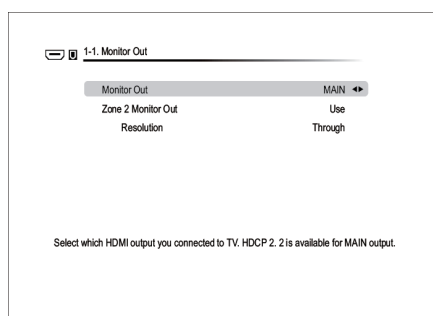 1-1. Monitor Out
Monitor Out MAIN
Zone 2 Monitor Out Use
Resolution Through
Select which HDMI output you connected to TV. HDCP 2. 2 is available for MAIN output.